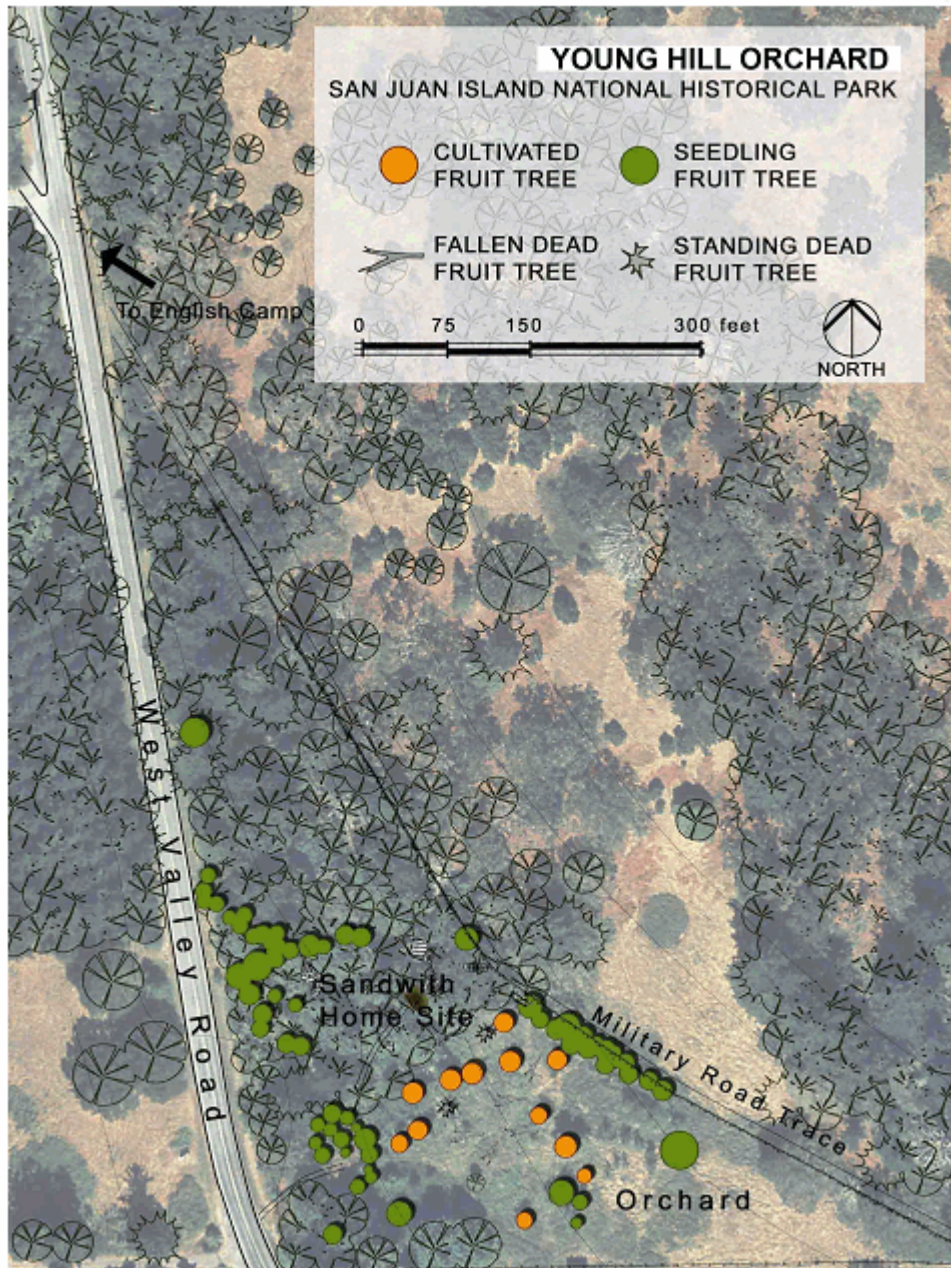 YOUNG HILL ORCHARD
SAN JUAN ISLAND NATIONAL HISTORICAL PARK
CULTIVATED
FRUIT TREE
SEEDLING
FRUIT TREE
FALLEN DEAD
FRUIT TREE
STANDING DEAD
FRUIT TREE
0 75 150 300 feet
NORTH
To English Camp
West Valley Road
Sandwith
Home Site
Military Road Trace
Orchard